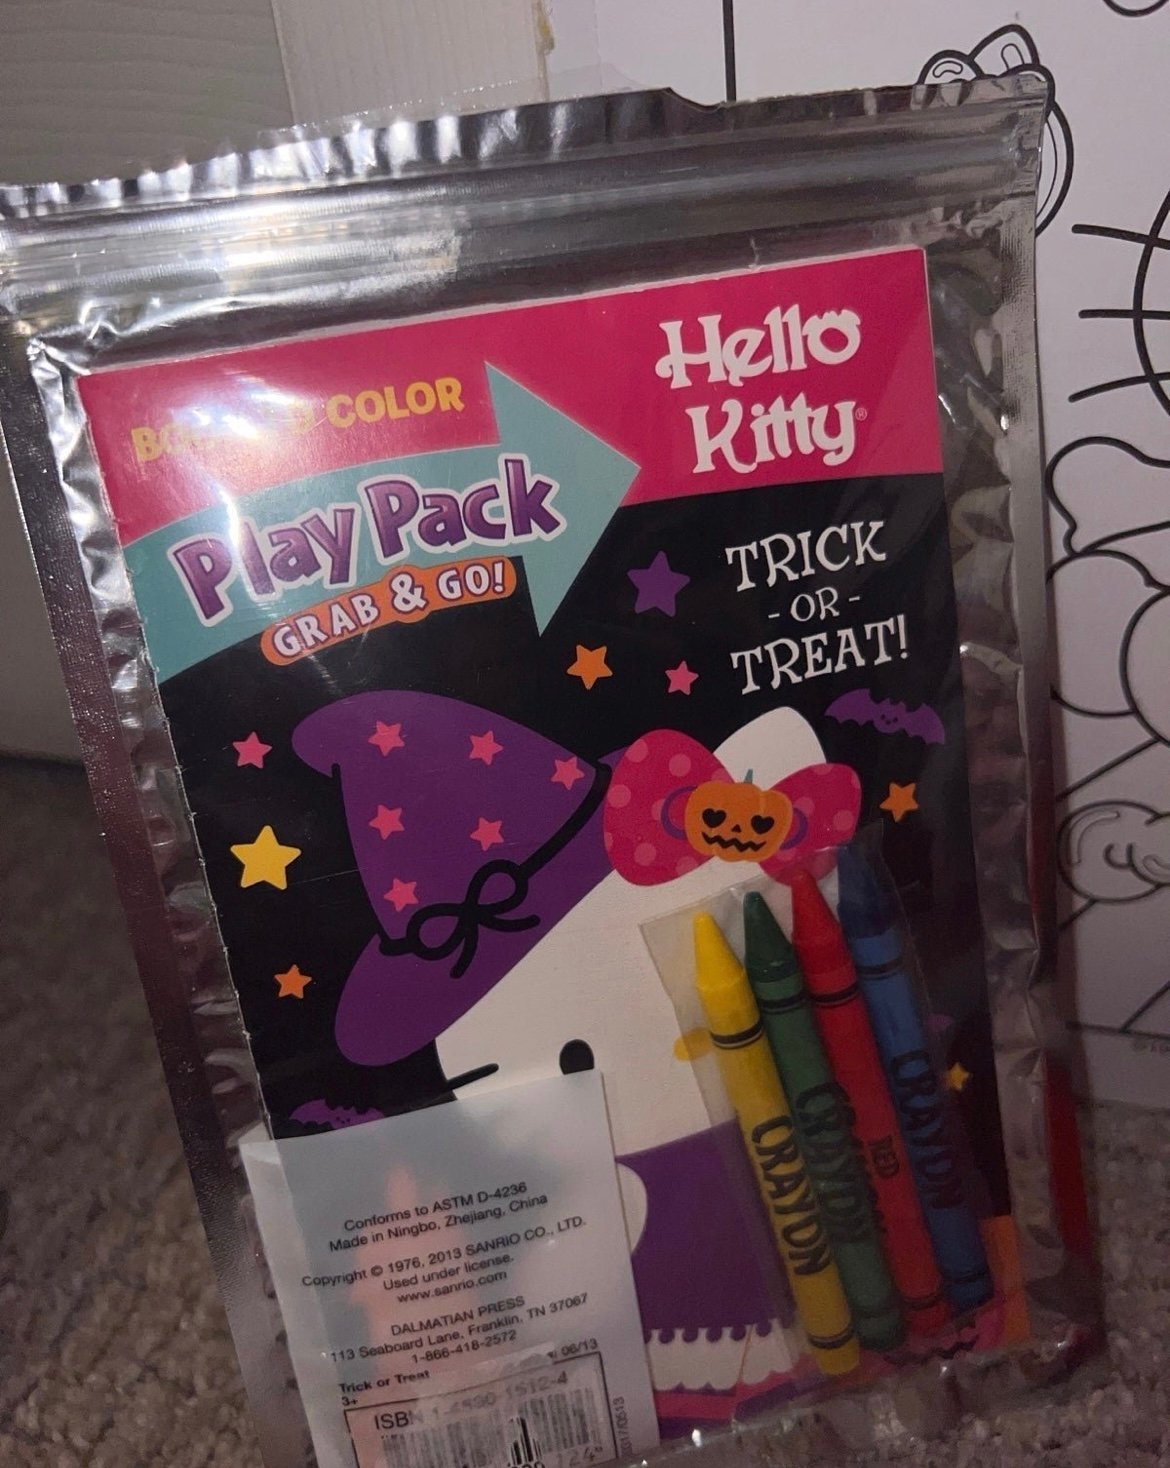 Hello
Kitty®
COLOR
Play Pack
GRAB & GO!
TRICK
- OR -
TREAT!
CRAYON
CRAYON
RED
CRAYON
Conforms to ASTM D-4236
Made in Ningbo, Zhejiang, China
Copyright © 1976, 2013 SANRIO CO., LTD.
Used under license.
www.sanrio.com
DALMATIAN PRESS
113 Seaboard Lane, Franklin, TN 37067
1-866-418-2572
06/13
Trick or Treat
3+
ISBN